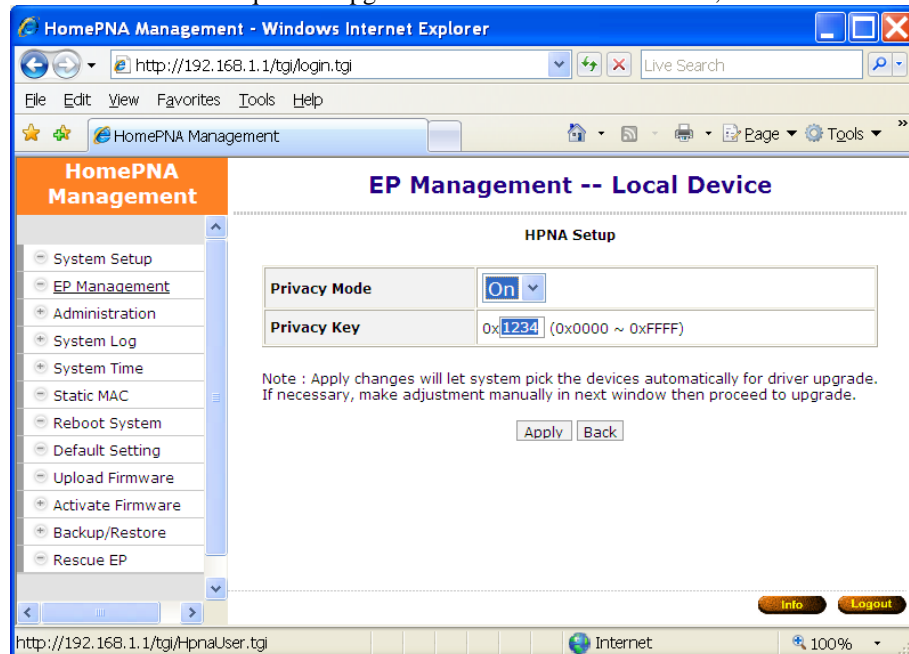 HomePNA Management - Windows Internet Explorer
http://192.168.1.1/tgi/login.tgi
Live Search
File Edit View Favorites Tools Help
HomePNA Management
Page Tools »
HomePNA
Management
System Setup
EP Management
Administration
System Log
System Time
Static MAC
Reboot System
Default Setting
Upload Firmware
Activate Firmware
Backup/Restore
Rescue EP
EP Management -- Local Device
HPNA Setup
Privacy Mode On
Privacy Key 0x1234 (0x0000 ~ 0xFFFF)
Note : Apply changes will let system pick the devices automatically for driver upgrade.
If necessary, make adjustment manually in next window then proceed to upgrade.
Apply Back
Info Logout
http://192.168.1.1/tgi/HpnaUser.tgi Internet 100%